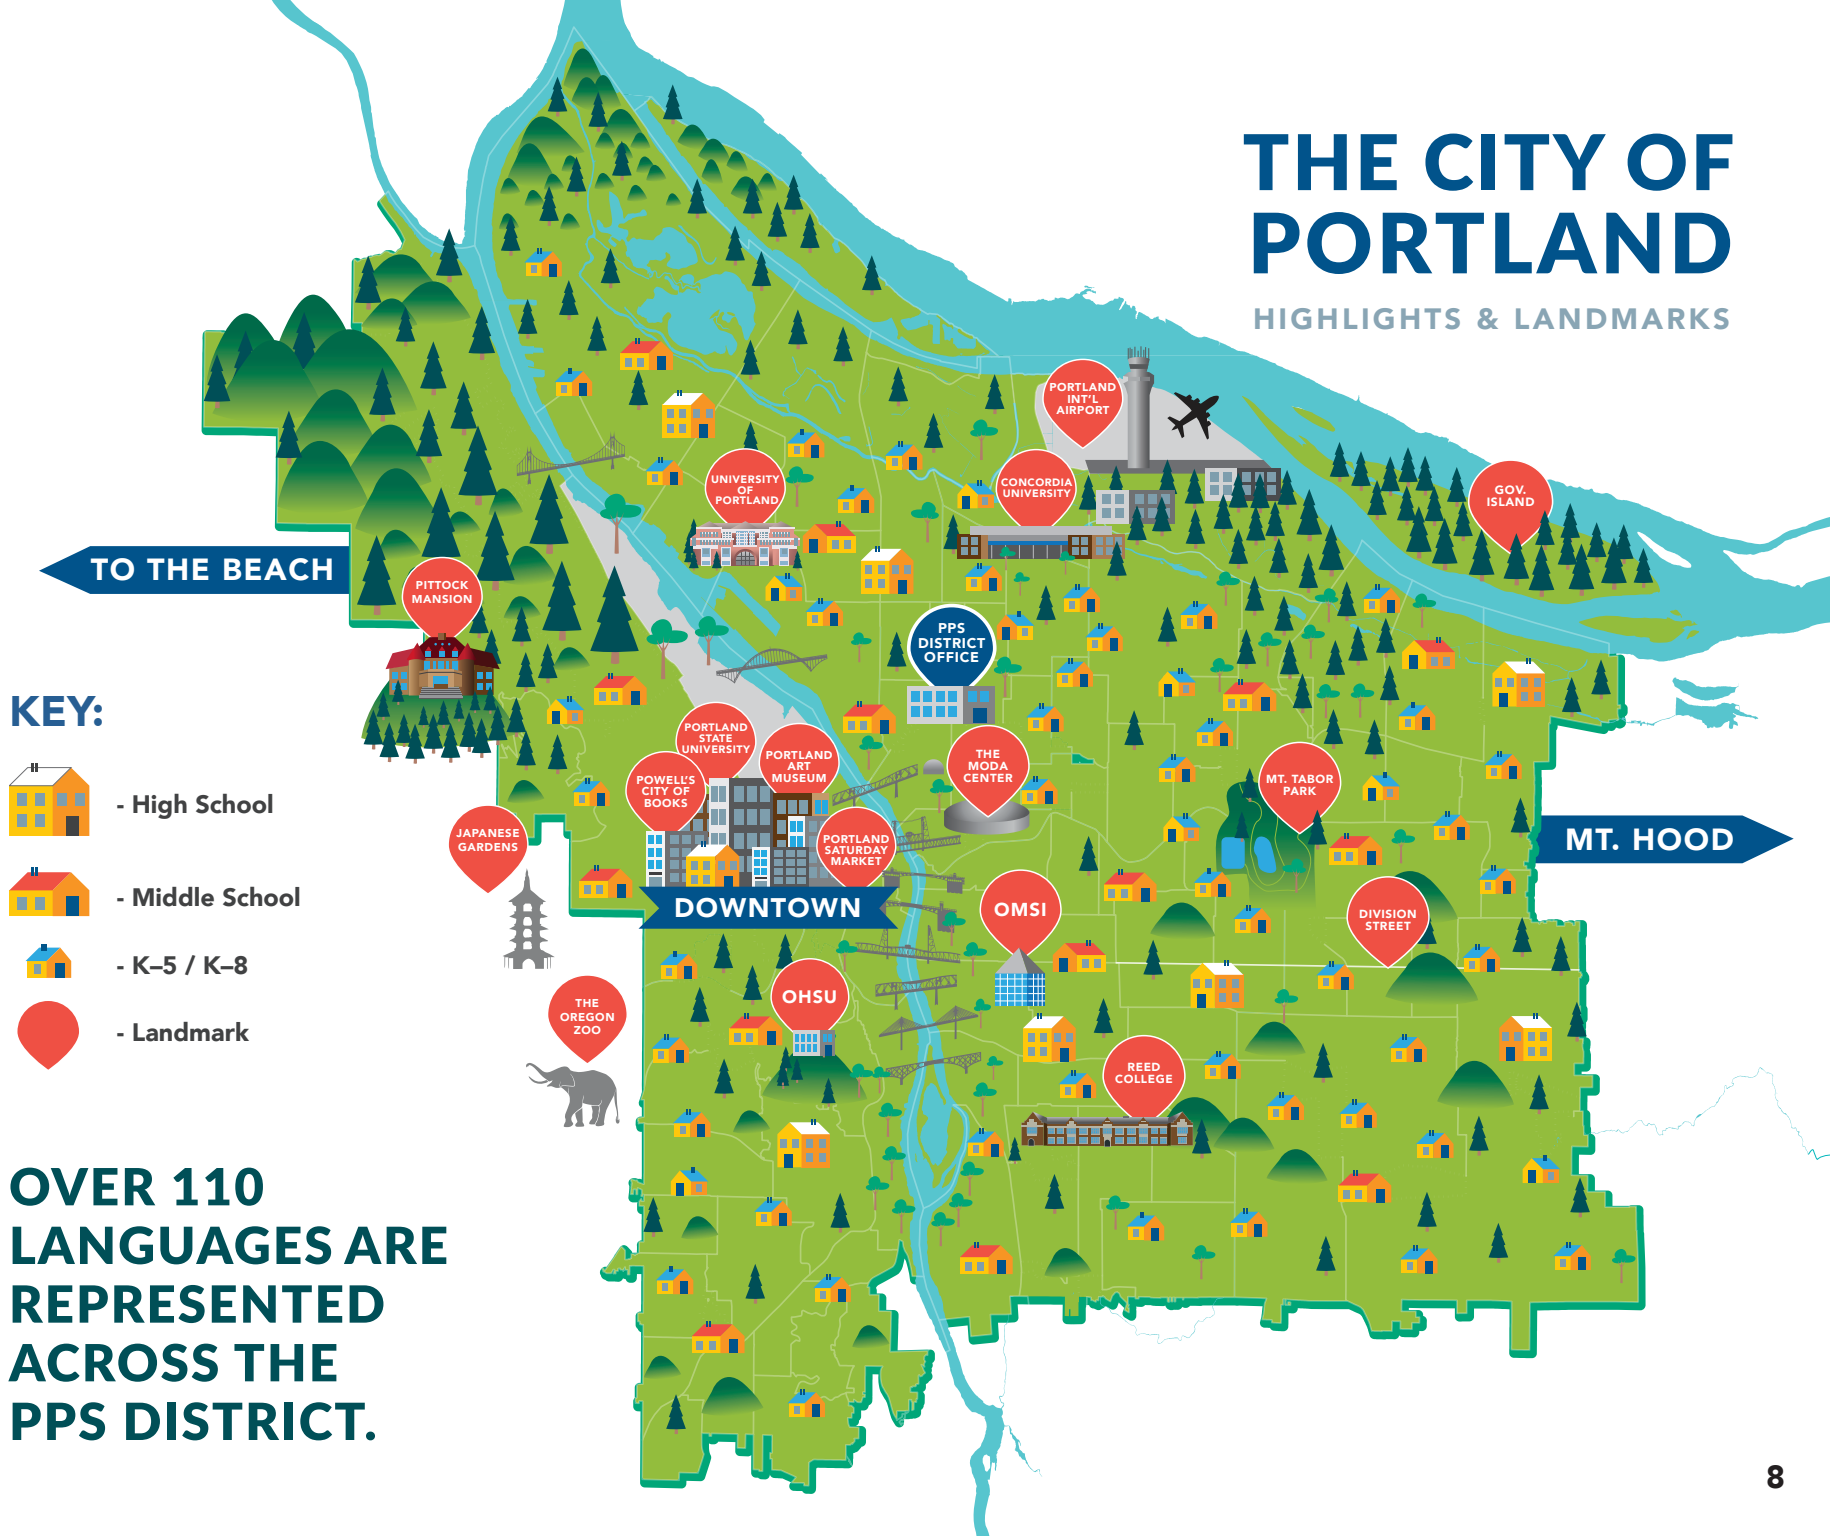 THE CITY OF
PORTLAND
HIGHLIGHTS & LANDMARKS
PORTLAND
INT'L
AIRPORT
UNIVERSITY
OF
PORTLAND
CONCORDIA
UNIVERSITY
GOV.
ISLAND
TO THE BEACH
PITTOCK
MANSION
PPS
DISTRICT
OFFICE
KEY:
- High School
- Middle School
- K–5 / K–8
- Landmark
PORTLAND
STATE
UNIVERSITY
PORTLAND
ART
MUSEUM
POWELL'S
CITY OF
BOOKS
THE
MODA
CENTER
MT. TABOR
PARK
JAPANESE
GARDENS
PORTLAND
SATURDAY
MARKET
MT. HOOD
DOWNTOWN
OMSI
DIVISION
STREET
OHSU
THE
OREGON
ZOO
REED
COLLEGE
OVER 110
LANGUAGES ARE
REPRESENTED
ACROSS THE
PPS DISTRICT.
8